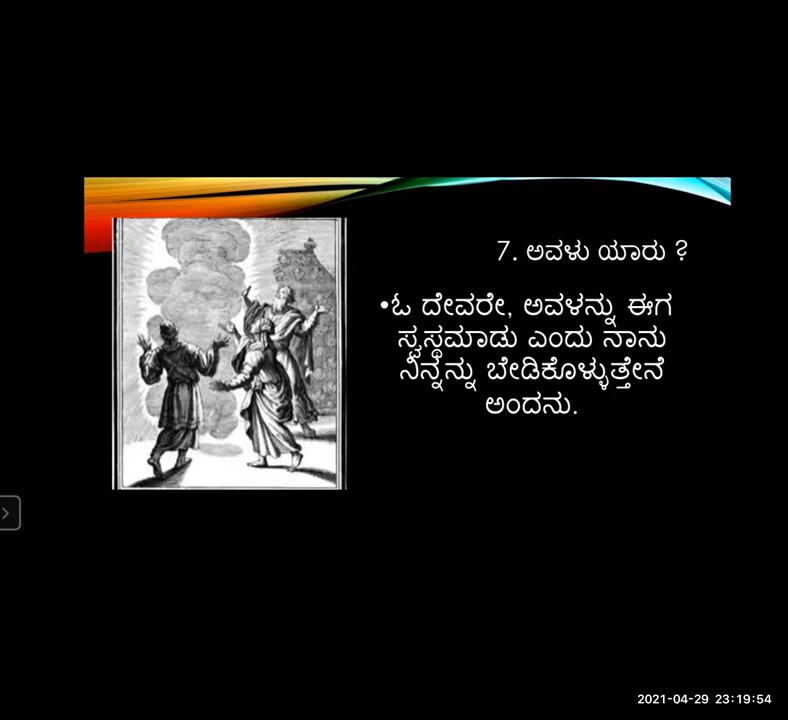 7. ಅವಳು ಯಾರು ?
•ಓ ದೇವರೇ, ಅವಳನ್ನು ಈಗ
ಸ್ವಸ್ಥಮಾಡು ಎಂದು ನಾನು
ನಿನ್ನನ್ನು ಬೇಡಿಕೊಳ್ಳುತ್ತೇನೆ
ಅಂದನು.
2021-04-29 23:19:54